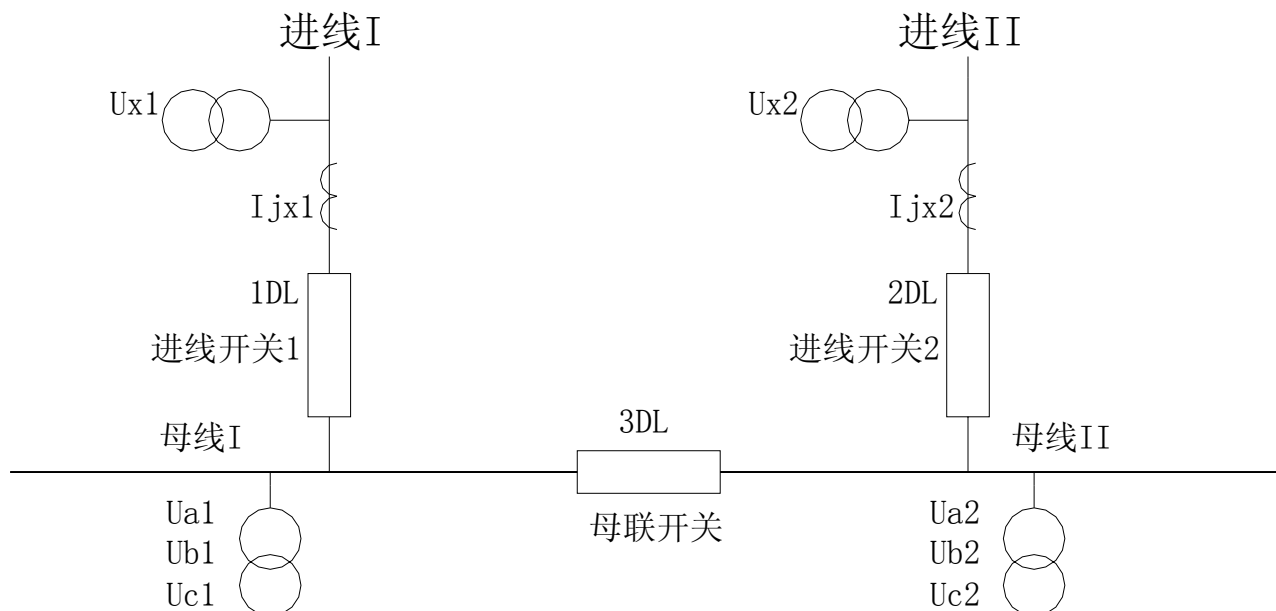 进线I
进线II
Ux1
Ux2
Ijx1
Ijx2
1DL
2DL
进线开关1
进线开关2
3DL
母线I
母线II
母联开关
Ua1
Ub1
Uc1
Ua2
Ub2
Uc2